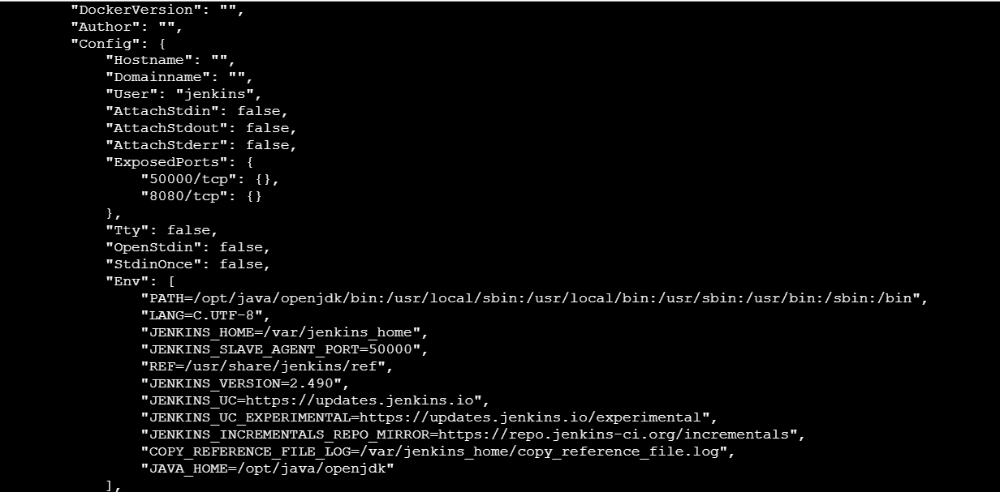 "DockerVersion": "",
"Author": "",
"Config": {
"Hostname": "",
"Domainname": "",
"User": "jenkins",
"AttachStdin": false,
"AttachStdout": false,
"AttachStderr": false,
"ExposedPorts": {
"50000/tcp": {},
"8080/tcp": {}
},
"Tty": false,
"OpenStdin": false,
"StdinOnce": false,
"Env": [
"PATH=/opt/java/openjdk/bin:/usr/local/sbin:/usr/local/bin:/usr/sbin:/usr/bin:/sbin:/bin",
"LANG=C.UTF-8",
"JENKINS_HOME=/var/jenkins_home",
"JENKINS_SLAVE_AGENT_PORT=50000",
"REF=/usr/share/jenkins/ref",
"JENKINS_VERSION=2.490",
"JENKINS_UC=https://updates.jenkins.io",
"JENKINS_UC_EXPERIMENTAL=https://updates.jenkins.io/experimental",
"JENKINS_INCREMENTALS_REPO_MIRROR=https://repo.jenkins-ci.org/incrementals",
"COPY_REFERENCE_FILE_LOG=/var/jenkins_home/copy_reference_file.log",
"JAVA_HOME=/opt/java/openjdk"
],